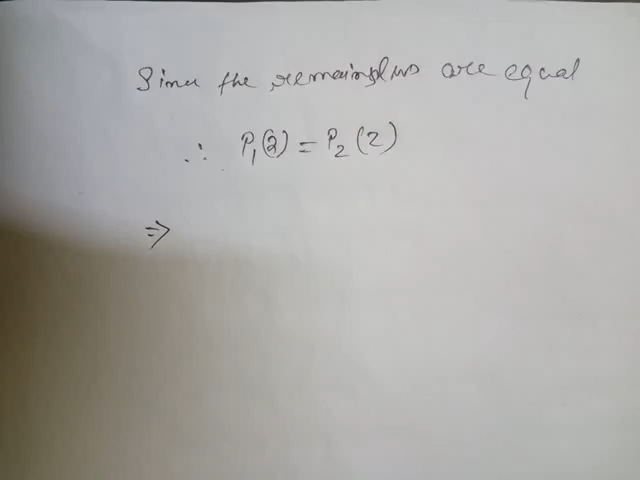 Since the remainders are equal
∴ P₁(2) = P₂(2)
⇒